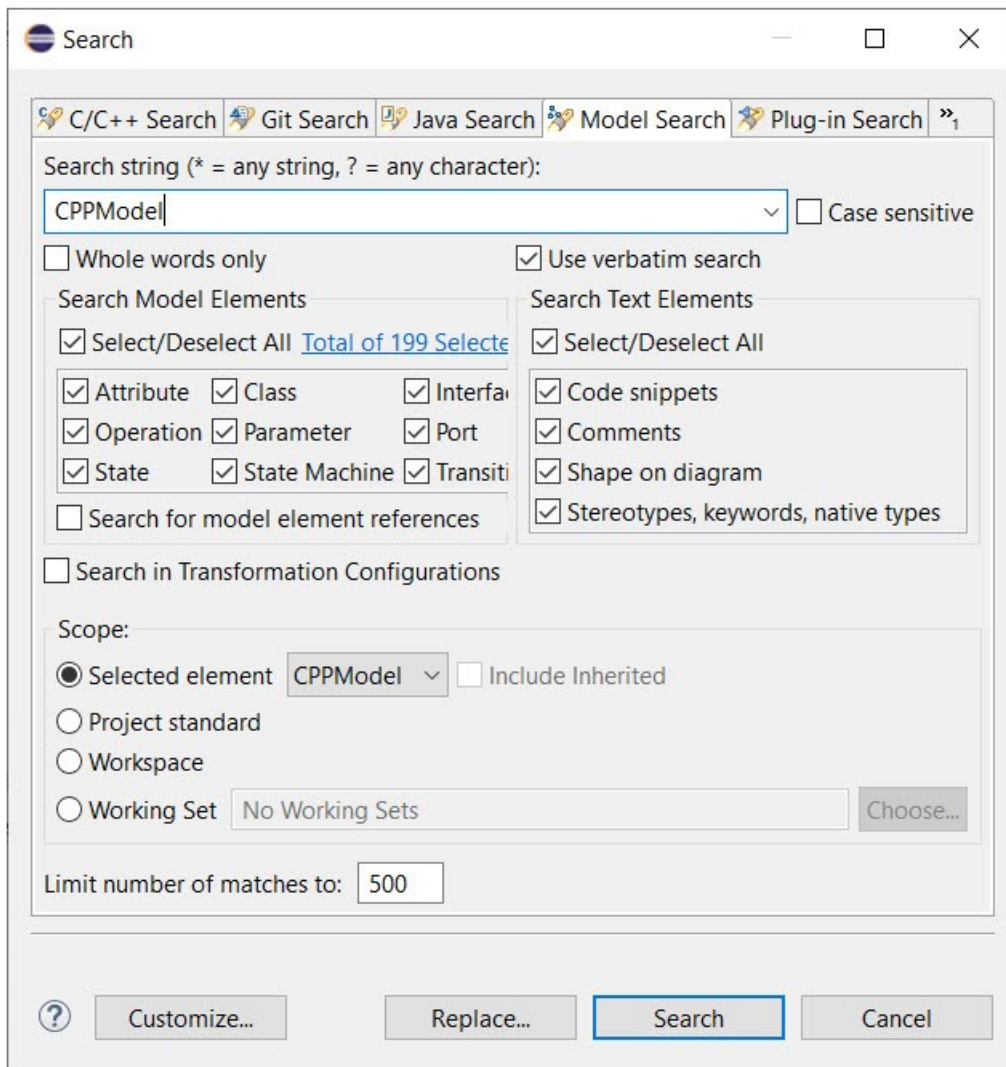 Search
C/C++ Search Git Search Java Search Model Search Plug-in Search »1
Search string (* = any string, ? = any character):
CPPModel Case sensitive
Whole words only Use verbatim search
Search Model Elements Search Text Elements
Select/Deselect All Total of 199 Selecte Select/Deselect All
Attribute Class Interfa Code snippets
Operation Parameter Port Comments
State State Machine Transiti Shape on diagram
Search for model element references Stereotypes, keywords, native types
Search in Transformation Configurations
Scope:
Selected element CPPModel Include Inherited
Project standard
Workspace
Working Set No Working Sets Choose...
Limit number of matches to: 500
? Customize... Replace... Search Cancel